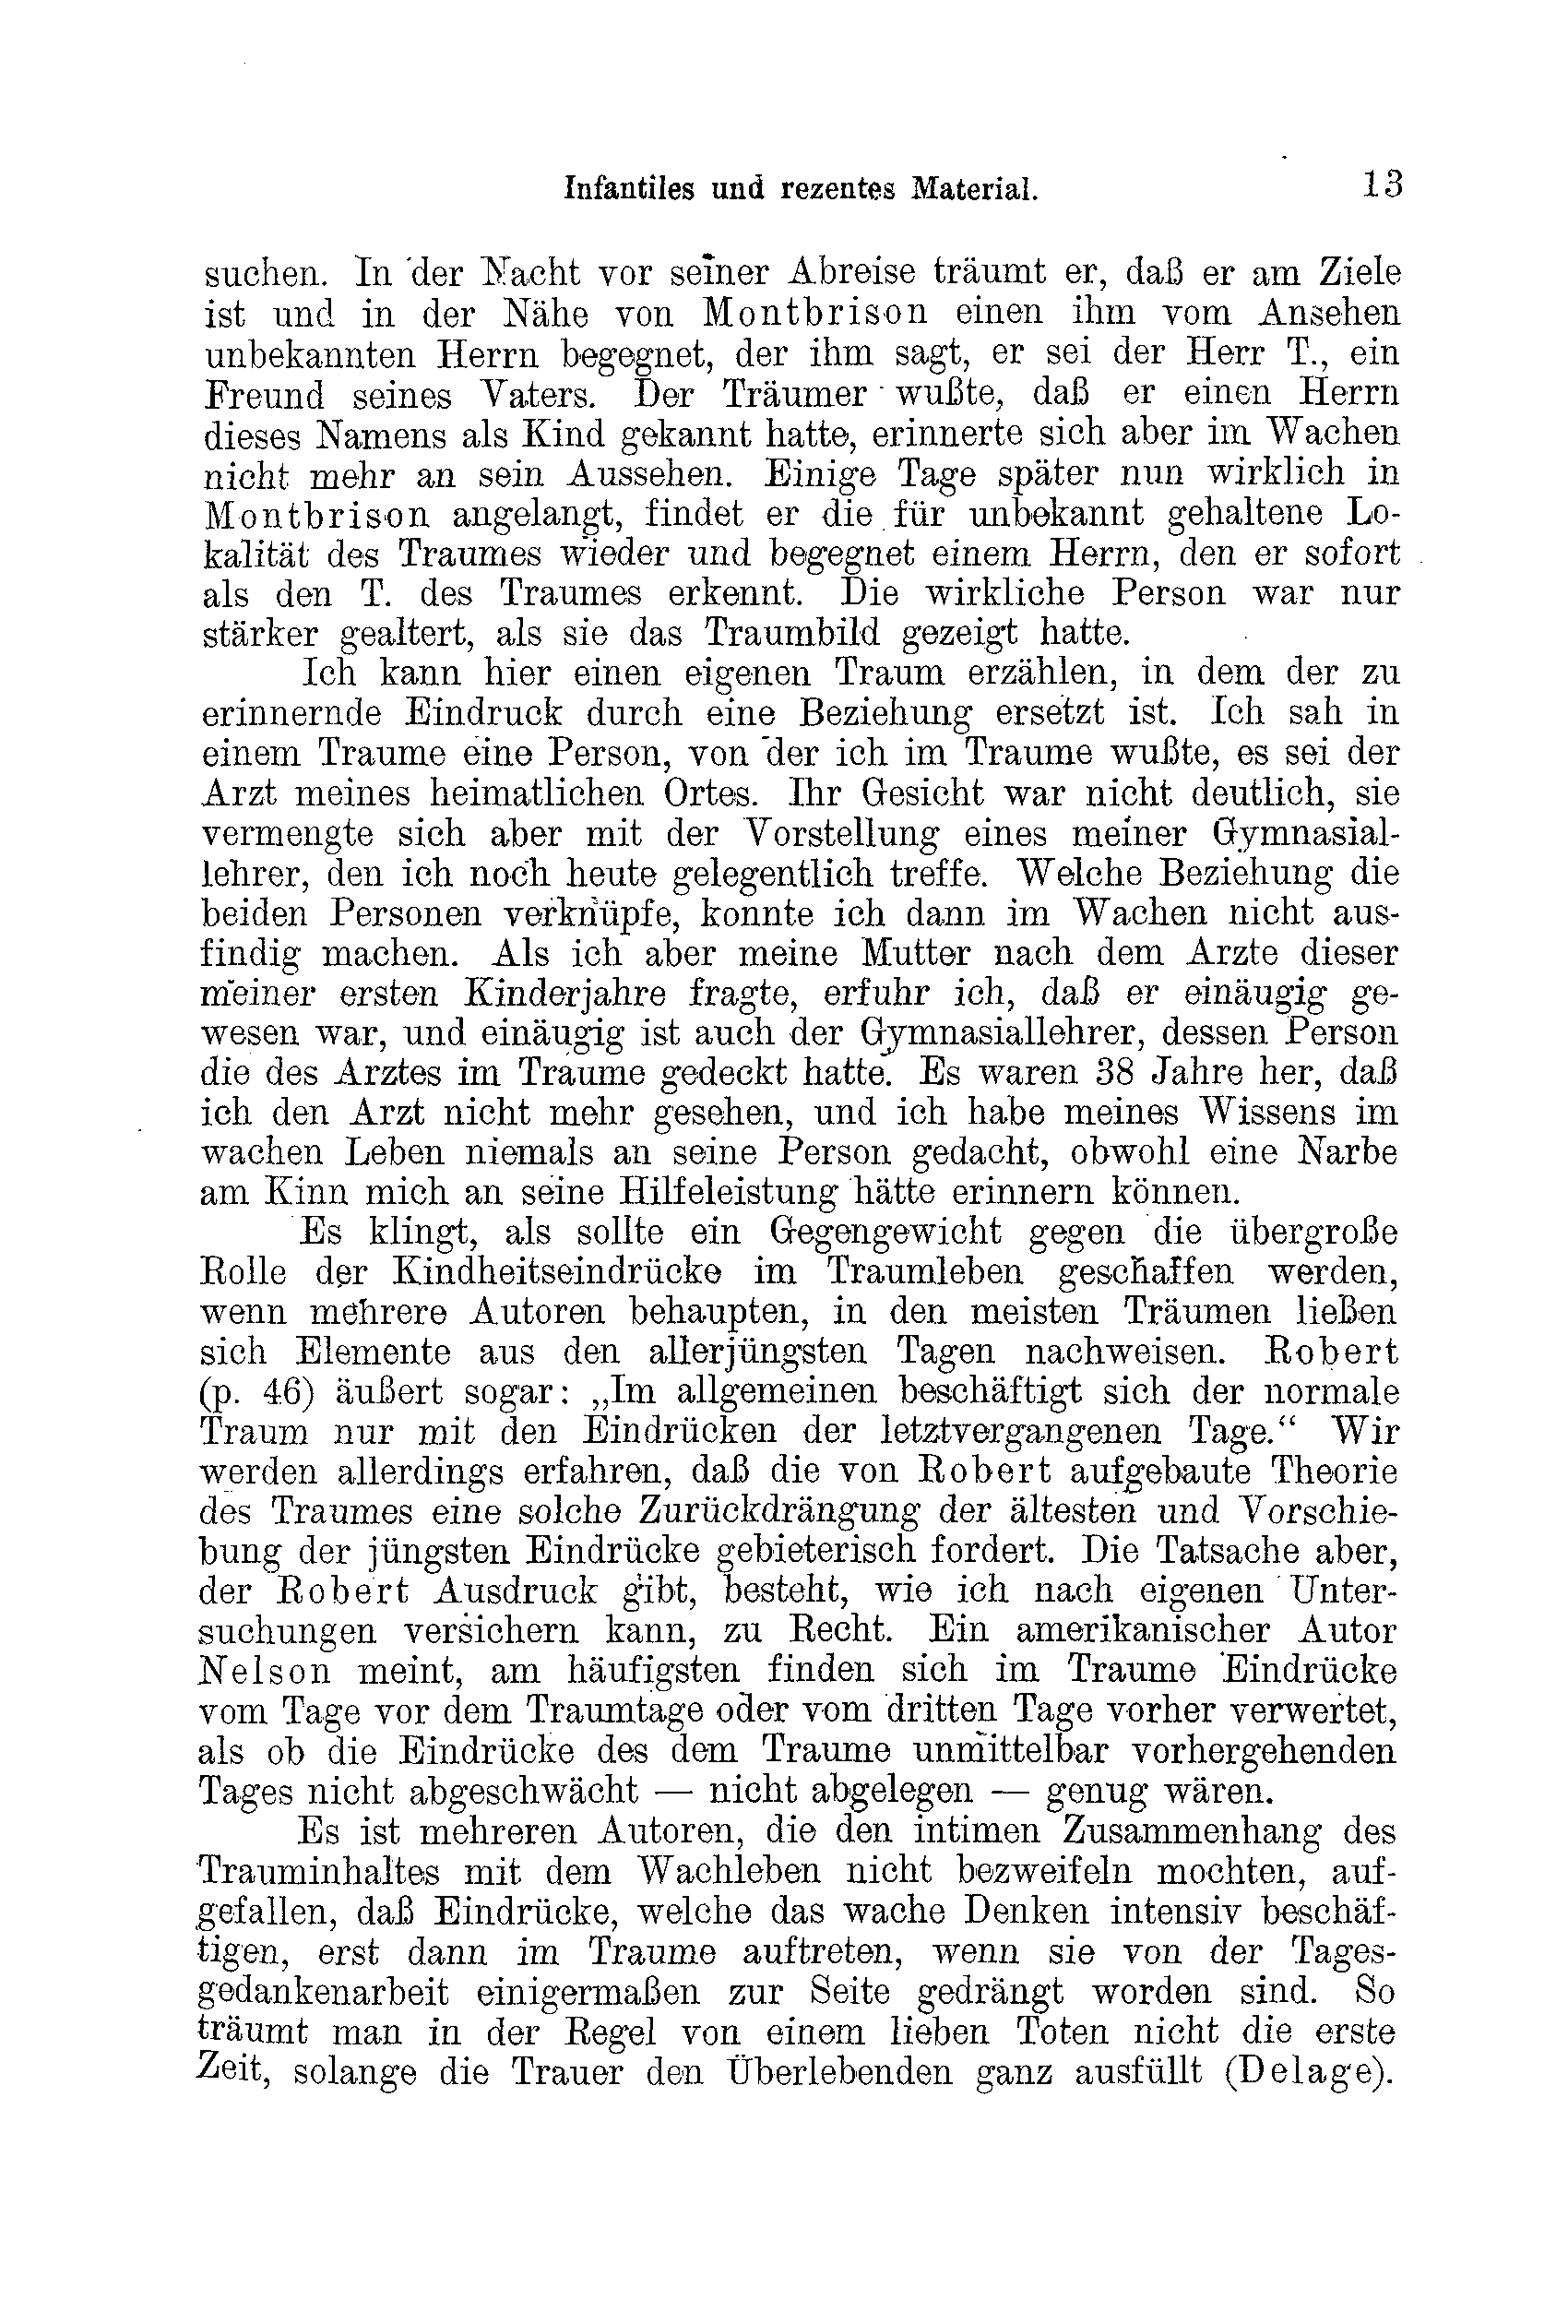 Infantiles und rezentes Material. 13
suchen. In der Nacht vor seiner Abreise träumt er, daß er am Ziele
ist und in der Nähe von Montbrison einen ihm vom Ansehen
unbekannten Herrn begegnet, der ihm sagt, er sei der Herr T., ein
Freund seines Vaters. Der Träumer wußte, daß er einen Herrn
dieses Namens als Kind gekannt hatte, erinnerte sich aber im Wachen
nicht mehr an sein Aussehen. Einige Tage später nun wirklich in
Montbrison angelangt, findet er die für unbekannt gehaltene Lo-
kalität des Traumes wieder und begegnet einem Herrn, den er sofort
als den T. des Traumes erkennt. Die wirkliche Person war nur
stärker gealtert, als sie das Traumbild gezeigt hatte.
Ich kann hier einen eigenen Traum erzählen, in dem der zu
erinnernde Eindruck durch eine Beziehung ersetzt ist. Ich sah in
einem Traume eine Person, von der ich im Traume wußte, es sei der
Arzt meines heimatlichen Ortes. Ihr Gesicht war nicht deutlich, sie
vermengte sich aber mit der Vorstellung eines meiner Gymnasial-
lehrer, den ich noch heute gelegentlich treffe. Welche Beziehung die
beiden Personen verknüpfe, konnte ich dann im Wachen nicht aus-
findig machen. Als ich aber meine Mutter nach dem Arzte dieser
meiner ersten Kinderjahre fragte, erfuhr ich, daß er einäugig ge-
wesen war, und einäugig ist auch der Gymnasiallehrer, dessen Person
die des Arztes im Traume gedeckt hatte. Es waren 38 Jahre her, daß
ich den Arzt nicht mehr gesehen, und ich habe meines Wissens im
wachen Leben niemals an seine Person gedacht, obwohl eine Narbe
am Kinn mich an seine Hilfeleistung hätte erinnern können.
Es klingt, als sollte ein Gegengewicht gegen die übergroße
Rolle der Kindheitseindrücke im Traumleben geschaffen werden,
wenn mehrere Autoren behaupten, in den meisten Träumen ließen
sich Elemente aus den allerjüngsten Tagen nachweisen. Robert
(p. 46) äußert sogar: „Im allgemeinen beschäftigt sich der normale
Traum nur mit den Eindrücken der letztvergangenen Tage.“ Wir
werden allerdings erfahren, daß die von Robert aufgebaute Theorie
des Traumes eine solche Zurückdrängung der ältesten und Vorschie-
bung der jüngsten Eindrücke gebieterisch fordert. Die Tatsache aber,
der Robert Ausdruck gibt, besteht, wie ich nach eigenen Unter-
suchungen versichern kann, zu Recht. Ein amerikanischer Autor
Nelson meint, am häufigsten finden sich im Traume Eindrücke
vom Tage vor dem Traumtage oder vom dritten Tage vorher verwertet,
als ob die Eindrücke des dem Traume unmittelbar vorhergehenden
Tages nicht abgeschwächt — nicht abgelegen — genug wären.
Es ist mehreren Autoren, die den intimen Zusammenhang des
Trauminhaltes mit dem Wachleben nicht bezweifeln mochten, auf-
gefallen, daß Eindrücke, welche das wache Denken intensiv beschäf-
tigen, erst dann im Traume auftreten, wenn sie von der Tages-
gedankenarbeit einigermaßen zur Seite gedrängt worden sind. So
träumt man in der Regel von einem lieben Toten nicht die erste
Zeit, solange die Trauer den Überlebenden ganz ausfüllt (Delage).